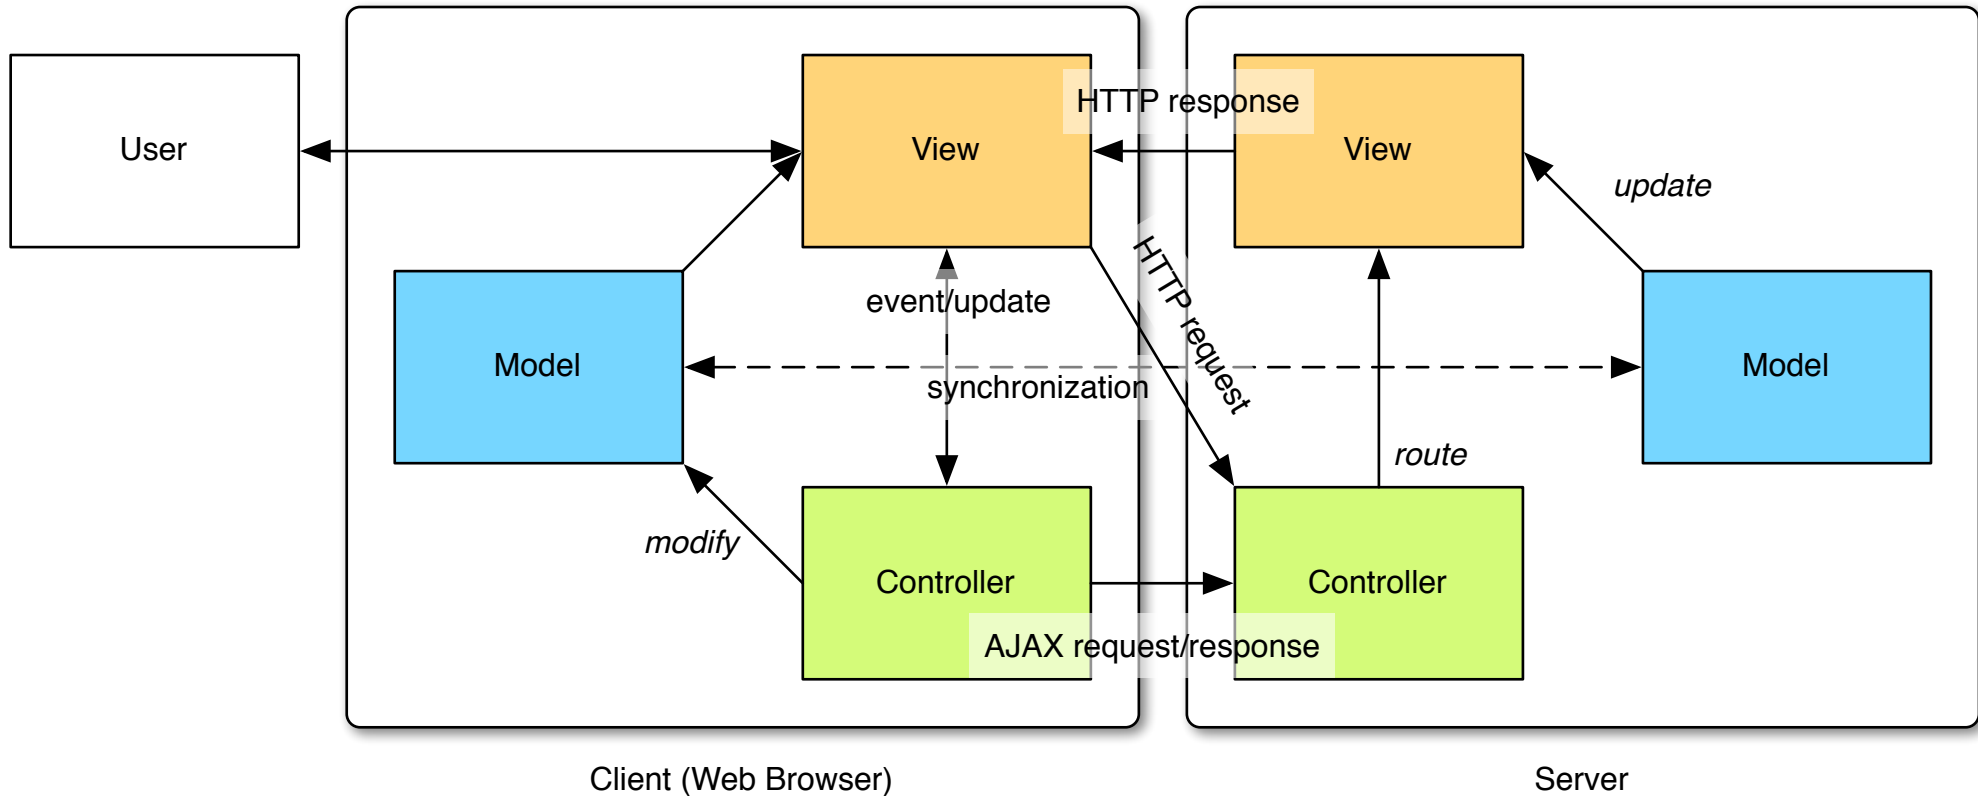 User
View
HTTP response
View
update
event/update
HTTP request
Model
synchronization
Model
route
modify
Controller
Controller
AJAX request/response
Client (Web Browser)
Server